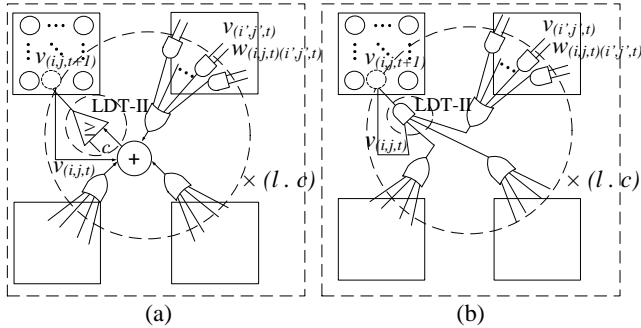 v(i',j',t)
w(i,j,t)(i',j',t)
v(i,j,t+1)
LDT-II
≥
c
+
v(i,j,t)
×(l . c)
(a)
v(i',j',t)
w(i,j,t)(i',j',t)
v(i,j,t+1)
LDT-II
v(i,j,t)
×(l . c)
(b)